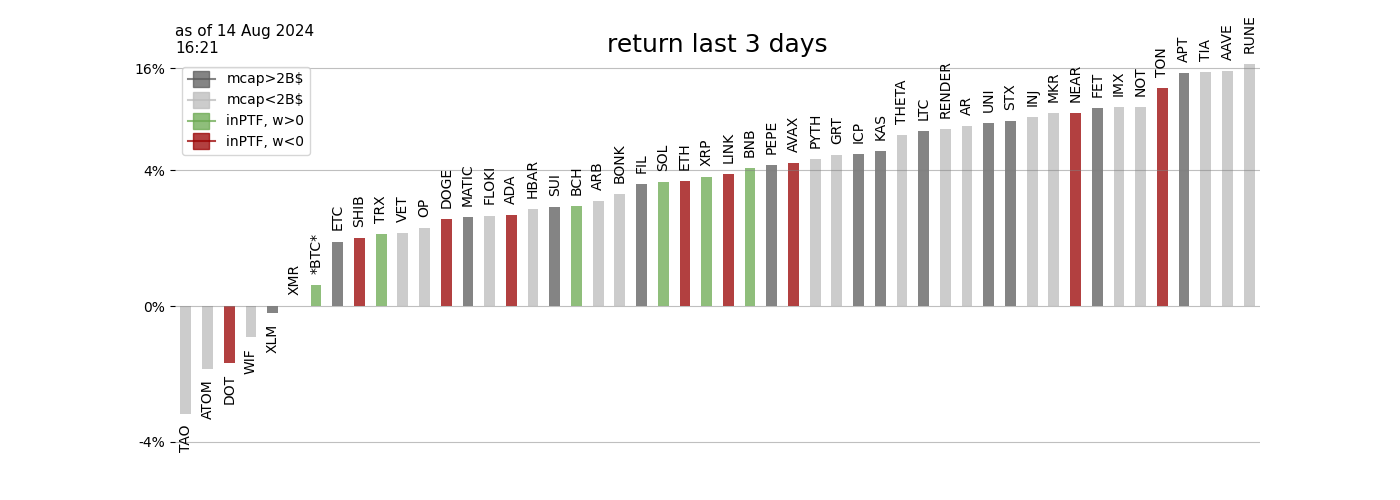 as of 14 Aug 2024
16:21
return last 3 days
16%
4%
0%
-4%
mcap>2B$
mcap<2B$
inPTF, w>0
inPTF, w<0
TAO
ATOM
DOT
WIF
XLM
XMR
*BTC*
ETC
SHIB
TRX
VET
OP
DOGE
MATIC
FLOKI
ADA
HBAR
SUI
BCH
ARB
BONK
FIL
SOL
ETH
XRP
LINK
BNB
PEPE
AVAX
PYTH
GRT
ICP
KAS
THETA
LTC
RENDER
AR
UNI
STX
INJ
MKR
NEAR
FET
IMX
NOT
TON
APT
TIA
AAVE
RUNE